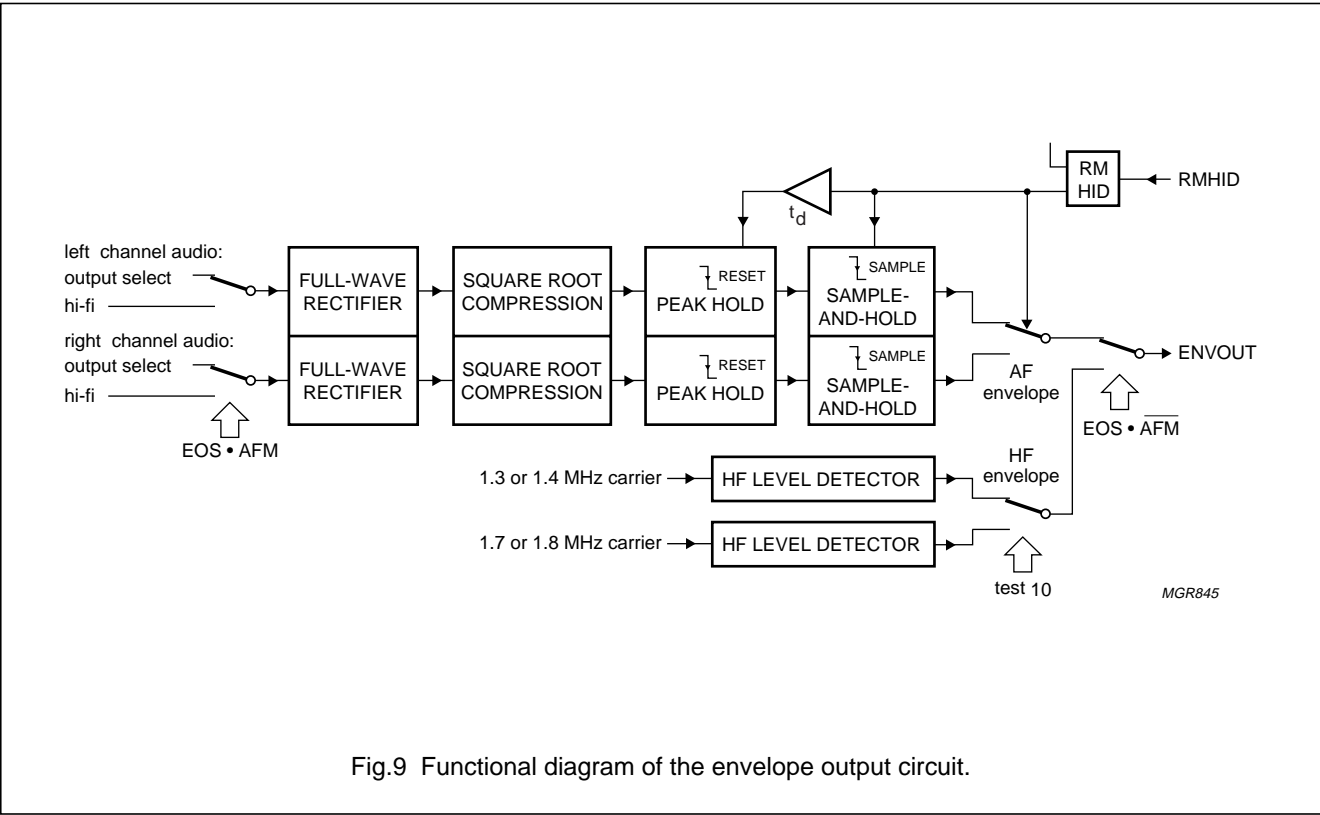 RM
HID
RMHID
td
left channel audio:
output select
hi-fi
right channel audio:
output select
hi-fi
EOS • AFM
FULL-WAVE
RECTIFIER
SQUARE ROOT
COMPRESSION
RESET
PEAK HOLD
SAMPLE
SAMPLE-
AND-HOLD
FULL-WAVE
RECTIFIER
SQUARE ROOT
COMPRESSION
RESET
PEAK HOLD
SAMPLE
SAMPLE-
AND-HOLD
AF
envelope
ENVOUT
EOS • A̅F̅M̅
HF
envelope
1.3 or 1.4 MHz carrier
HF LEVEL DETECTOR
1.7 or 1.8 MHz carrier
HF LEVEL DETECTOR
test 10
MGR845
Fig.9 Functional diagram of the envelope output circuit.